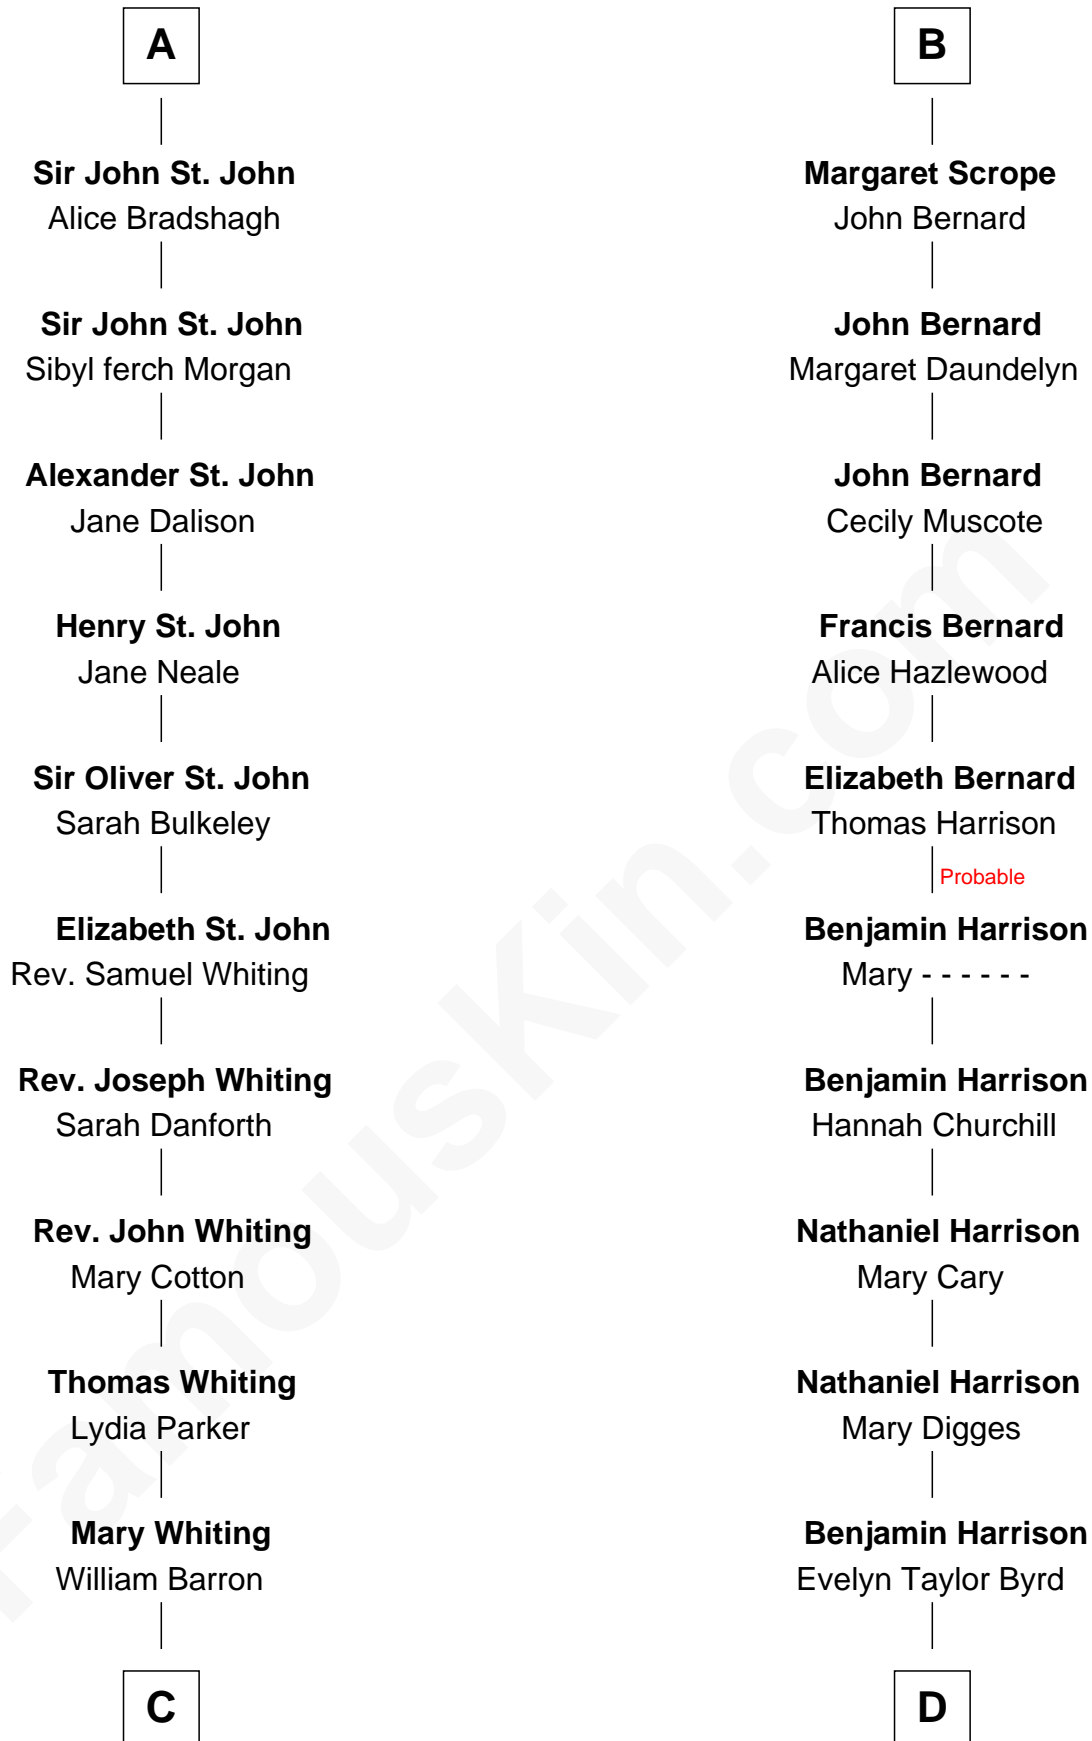 A
Sir John St. John
Alice Bradshagh
Sir John St. John
Sibyl ferch Morgan
Alexander St. John
Jane Dalison
Henry St. John
Jane Neale
Sir Oliver St. John
Sarah Bulkeley
Elizabeth St. John
Rev. Samuel Whiting
Rev. Joseph Whiting
Sarah Danforth
Rev. John Whiting
Mary Cotton
Thomas Whiting
Lydia Parker
Mary Whiting
William Barron
C
B
Margaret Scrope
John Bernard
John Bernard
Margaret Daundelyn
John Bernard
Cecily Muscote
Francis Bernard
Alice Hazlewood
Elizabeth Bernard
Thomas Harrison
Probable
Benjamin Harrison
Mary - - - - - -
Benjamin Harrison
Hannah Churchill
Nathaniel Harrison
Mary Cary
Nathaniel Harrison
Mary Digges
Benjamin Harrison
Evelyn Taylor Byrd
D
FamousKin.com